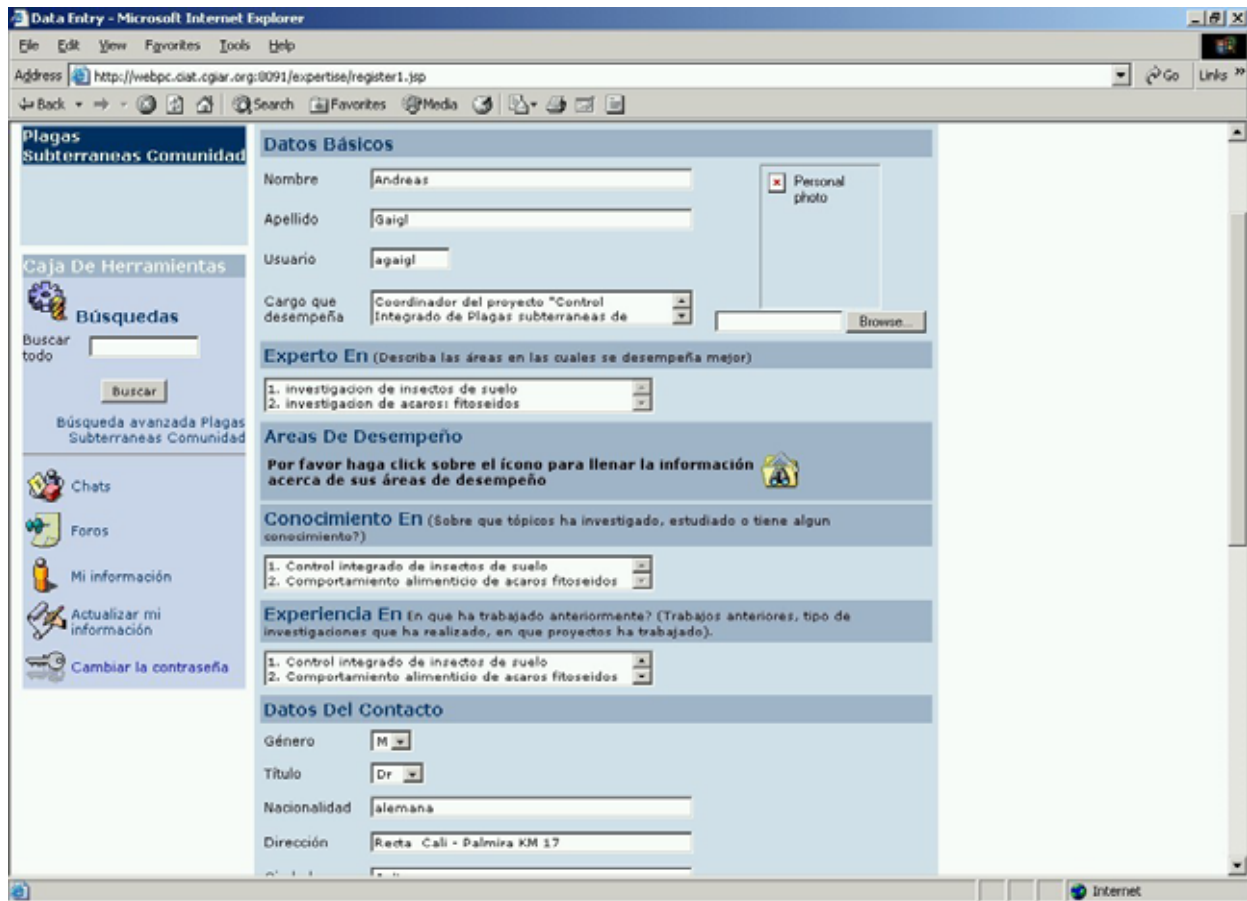 Data Entry - Microsoft Internet Explorer
File Edit View Favorites Tools Help
Address http://webpc.ciat.cgiar.org:8091/expertise/register1.jsp Go Links »
Back Search Favorites Media
Plagas
Subterraneas Comunidad
Caja De Herramientas
Búsquedas
Buscar
todo
Buscar
Búsqueda avanzada Plagas
Subterraneas Comunidad
Chats
Foros
Mi información
Actualizar mi
información
Cambiar la contraseña
Datos Básicos
Nombre Andreas
Personal
photo
Apellido Gaigl
Usuario agaigl
Cargo que
desempeña
Coordinador del proyecto "Control
Integrado de Plagas subterraneas de
Browse...
Experto En (Describa las áreas en las cuales se desempeña mejor)
1. investigacion de insectos de suelo
2. investigacion de acaros: fitoseidos
Areas De Desempeño
Por favor haga click sobre el ícono para llenar la información
acerca de sus áreas de desempeño
Conocimiento En (Sobre que tópicos ha investigado, estudiado o tiene algun
conocimiento?)
1. Control integrado de insectos de suelo
2. Comportamiento alimenticio de acaros fitoseidos
Experiencia En En que ha trabajado anteriormente? (Trabajos anteriores, tipo de
investigaciones que ha realizado, en que proyectos ha trabajado).
1. Control integrado de insectos de suelo
2. Comportamiento alimenticio de acaros fitoseidos
Datos Del Contacto
Género M
Título Dr
Nacionalidad alemana
Dirección Recta Cali - Palmira KM 17
Internet